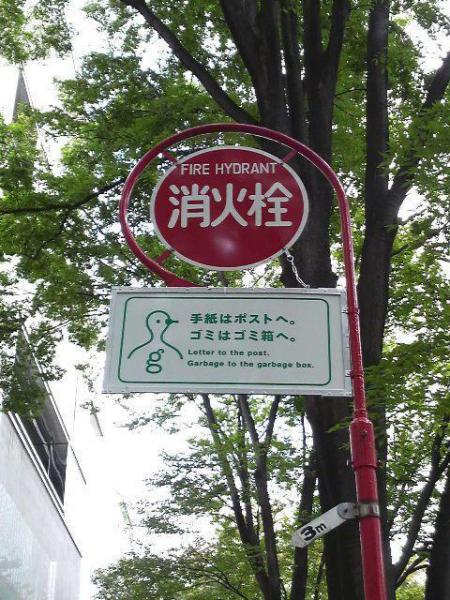 FIRE HYDRANT
消火栓
手紙はポストへ。
ゴミはゴミ箱へ。
Letter to the post.
Garbage to the garbage box.
g
3m